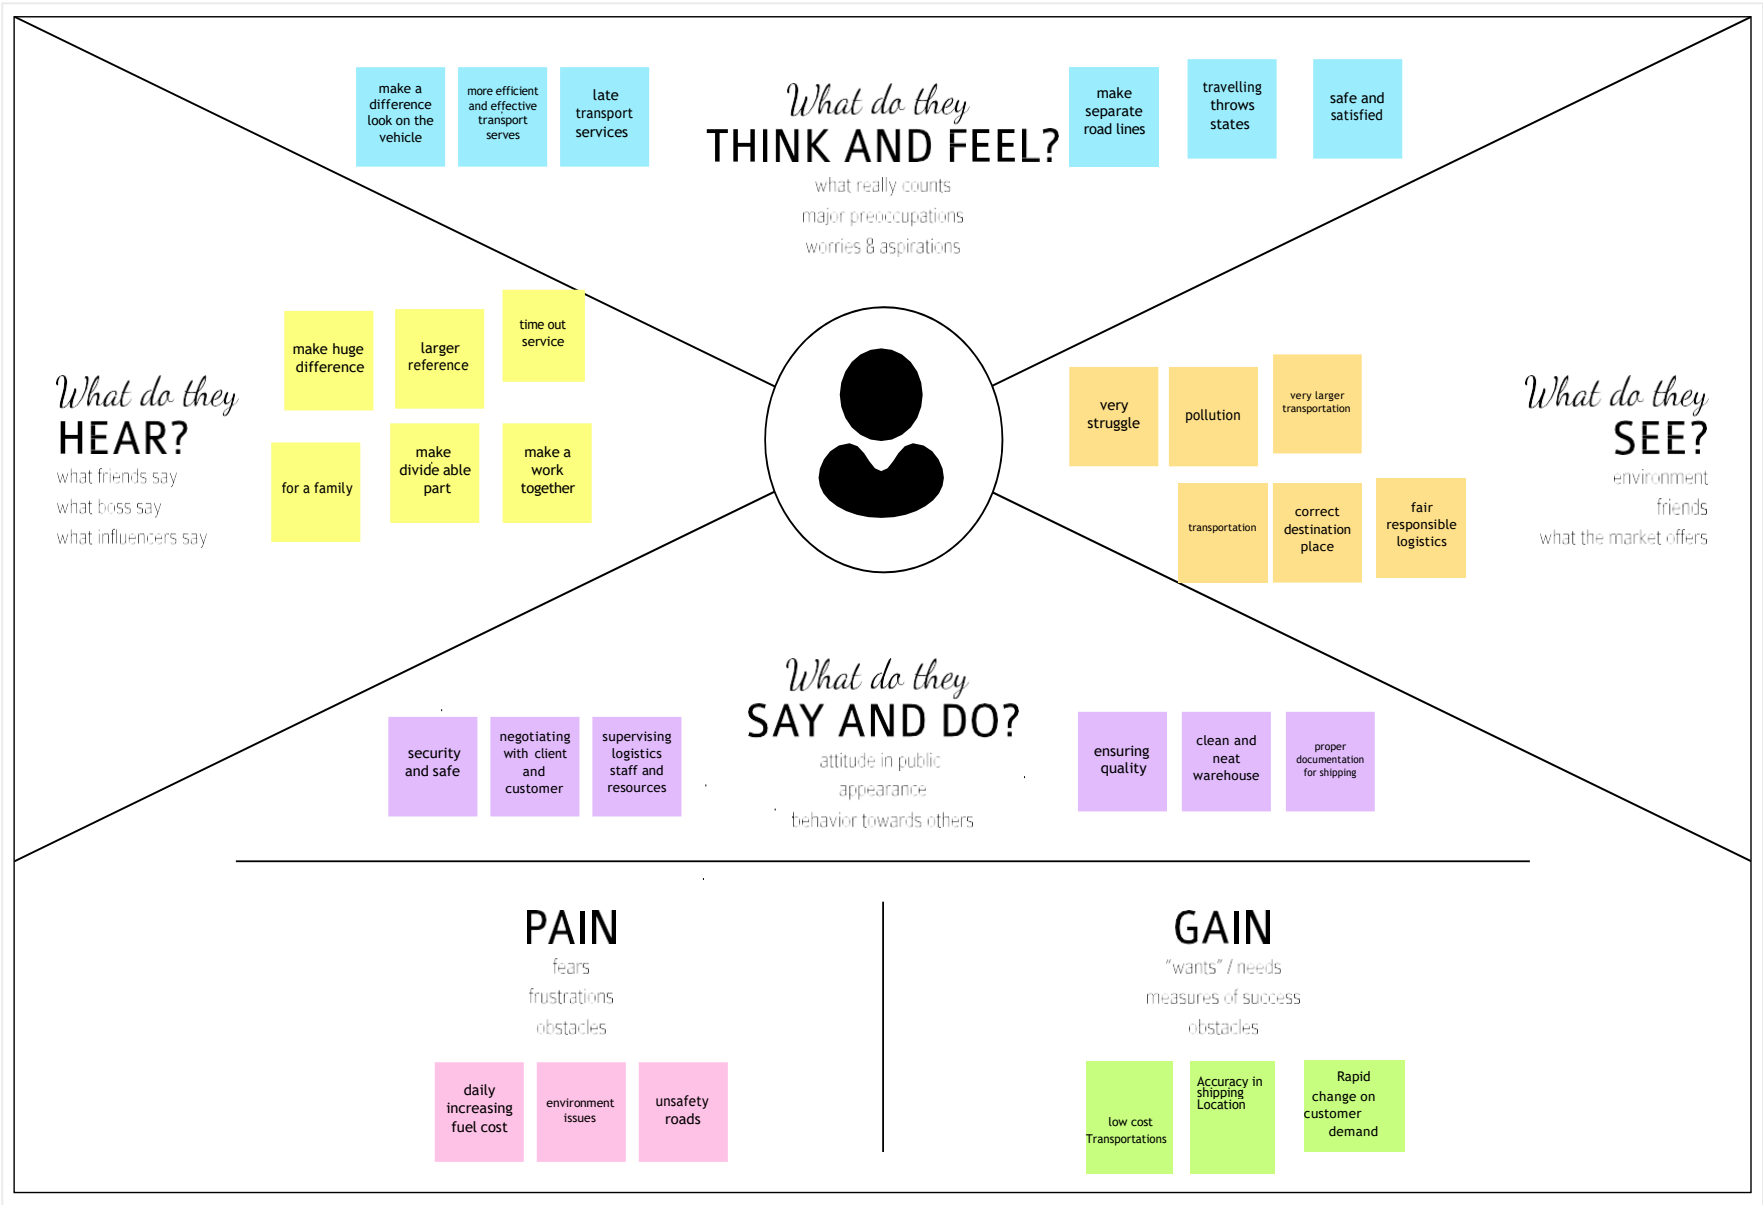 make a
difference
look on the
vehicle
more efficient
and effective
transport
serves
late
transport
services
What do they
THINK AND FEEL?
what really counts
major preoccupations
worries & aspirations
make
separate
road lines
travelling
throws
states
safe and
satisfied
What do they
HEAR?
what friends say
what boss say
what influencers say
make huge
difference
larger
reference
time out
service
for a family
make
divide able
part
make a
work
together
very
struggle
pollution
very larger
transportation
transportation
correct
destination
place
fair
responsible
logistics
What do they
SEE?
environment
friends
what the market offers
What do they
SAY AND DO?
attitude in public
appearance
behavior towards others
security
and safe
negotiating
with client
and
customer
supervising
logistics
staff and
resources
ensuring
quality
clean and
neat
warehouse
proper
documentation
for shipping
PAIN
fears
frustrations
obstacles
daily
increasing
fuel cost
environment
issues
unsafety
roads
GAIN
"wants" / needs
measures of success
obstacles
low cost
Transportations
Accuracy in
shipping
Location
Rapid
change on
customer
demand